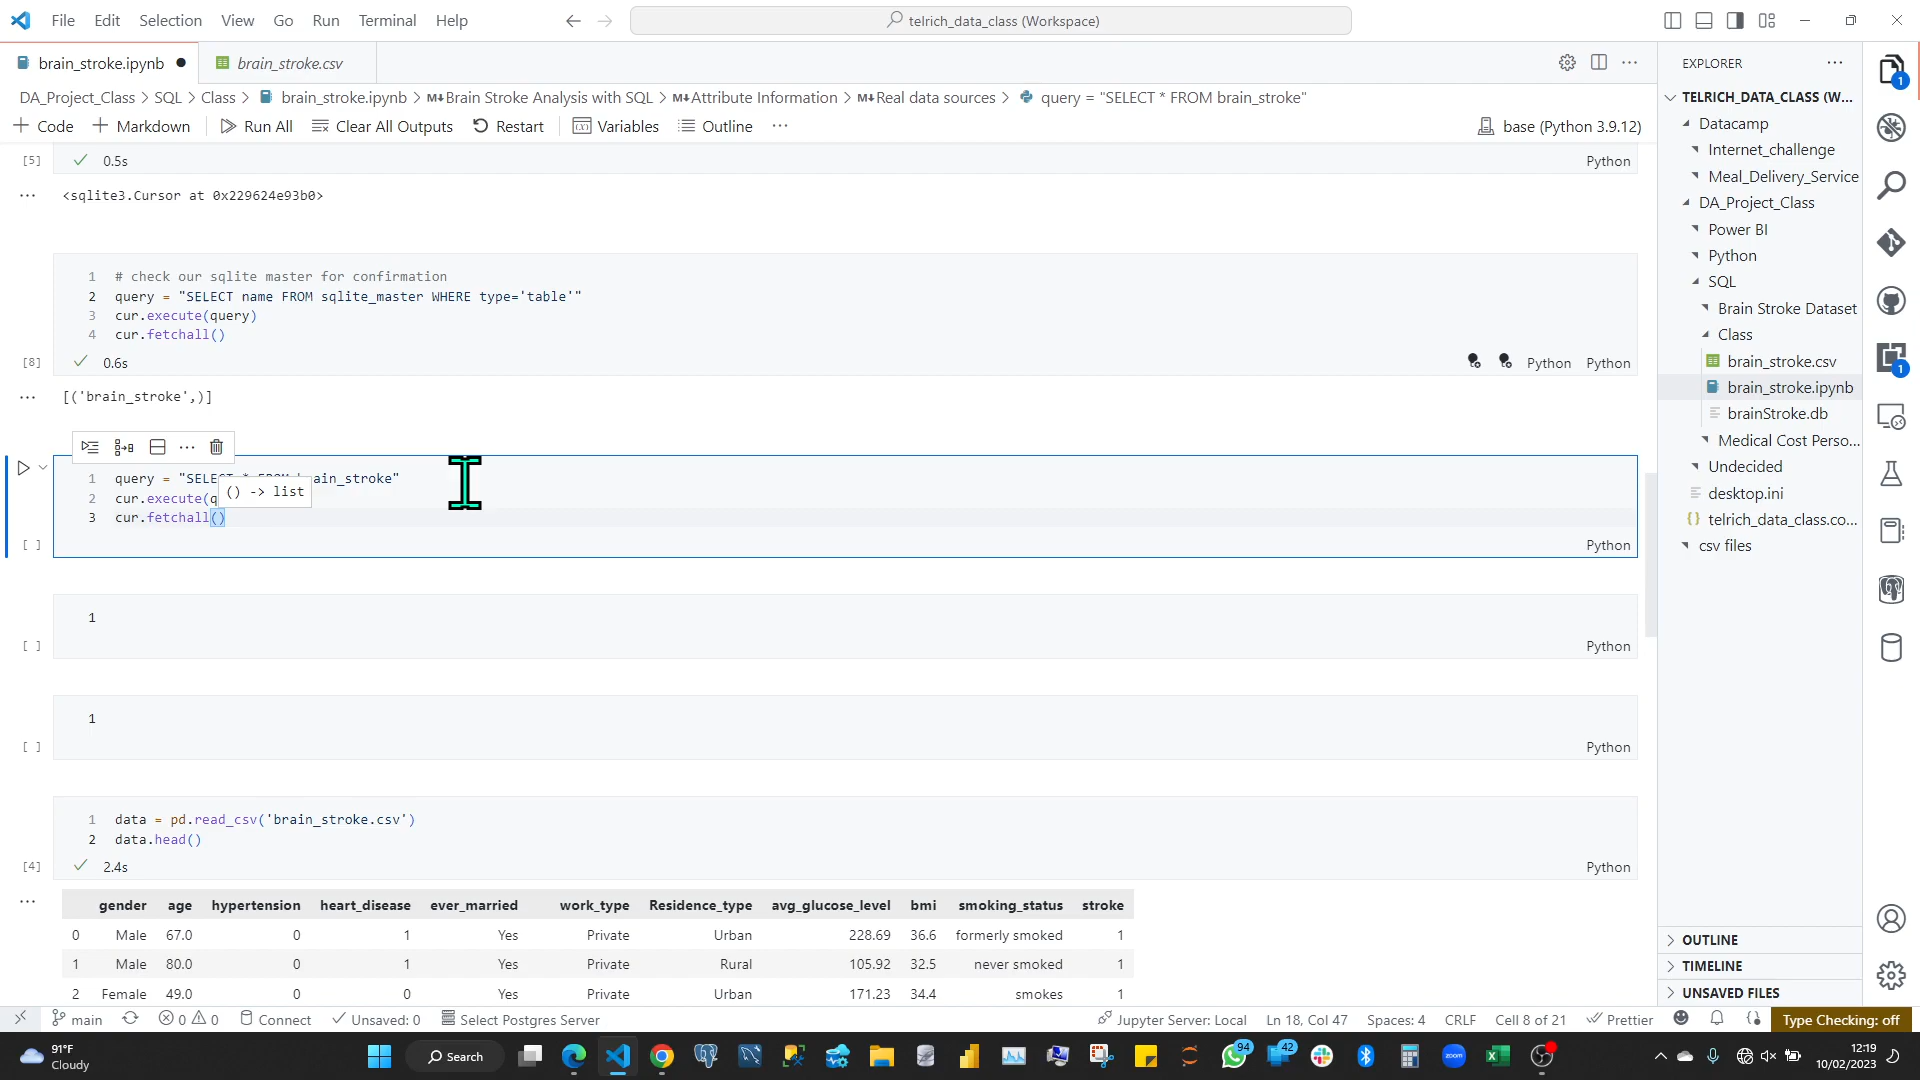 File Edit Selection View Go Run Terminal Help
telrich_data_class (Workspace)
brain_stroke.ipynb
brain_stroke.csv
DA_Project_Class > SQL > Class > brain_stroke.ipynb > M↓Brain Stroke Analysis with SQL > M↓Attribute Information > M↓Real data sources > query = "SELECT * FROM brain_stroke"
Code Markdown Run All Clear All Outputs Restart Variables Outline ...
base (Python 3.9.12)
[5] 0.5s Python
<sqlite3.Cursor at 0x229624e93b0>
1 # check our sqlite master for confirmation
2 query = "SELECT name FROM sqlite_master WHERE type='table'"
3 cur.execute(query)
4 cur.fetchall()
[8] 0.6s Python Python
[('brain_stroke',)]
1 query = "SELECT * FROM brain_stroke"
2 cur.execute(q
() -> list
3 cur.fetchall()
[ ] Python
1
[ ] Python
1
[ ] Python
1 data = pd.read_csv('brain_stroke.csv')
2 data.head()
[4] 2.4s Python
gender age hypertension heart_disease ever_married work_type Residence_type avg_glucose_level bmi smoking_status stroke
0 Male 67.0 0 1 Yes Private Urban 228.69 36.6 formerly smoked 1
1 Male 80.0 0 1 Yes Private Rural 105.92 32.5 never smoked 1
2 Female 49.0 0 0 Yes Private Urban 171.23 34.4 smokes 1
EXPLORER ...
TELRICH_DATA_CLASS (W...
Datacamp
Internet_challenge
Meal_Delivery_Service
DA_Project_Class
Power BI
Python
SQL
Brain Stroke Dataset
Class
brain_stroke.csv
brain_stroke.ipynb
brainStroke.db
Medical Cost Perso...
Undecided
desktop.ini
telrich_data_class.co...
csv files
OUTLINE
TIMELINE
UNSAVED FILES
1
1
main 0 0 Connect Unsaved: 0 Select Postgres Server
Jupyter Server: Local Ln 18, Col 47 Spaces: 4 CRLF Cell 8 of 21 Prettier Type Checking: off
91°F
Cloudy
Search
94
42
zoom
12:19
10/02/2023